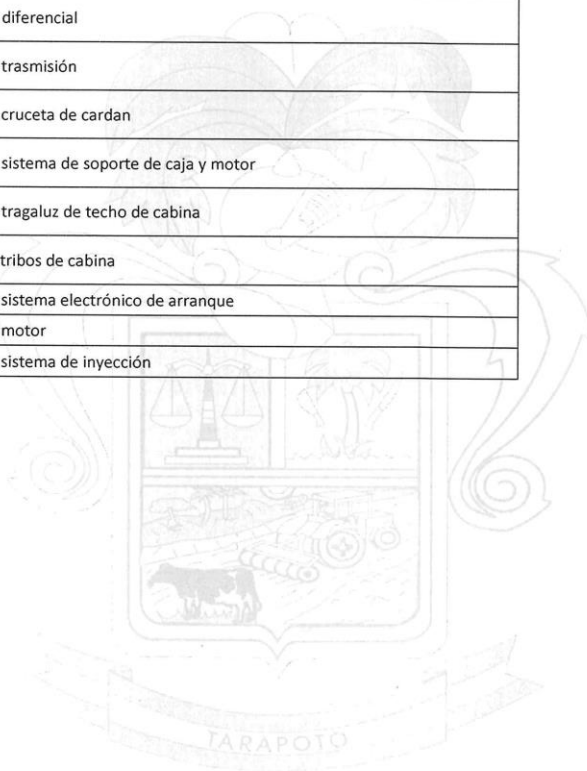 diferencial
trasmisión
cruceta de cardan
sistema de soporte de caja y motor
tragaluz de techo de cabina
tribos de cabina
sistema electrónico de arranque
motor
sistema de inyección
TARAPOTO